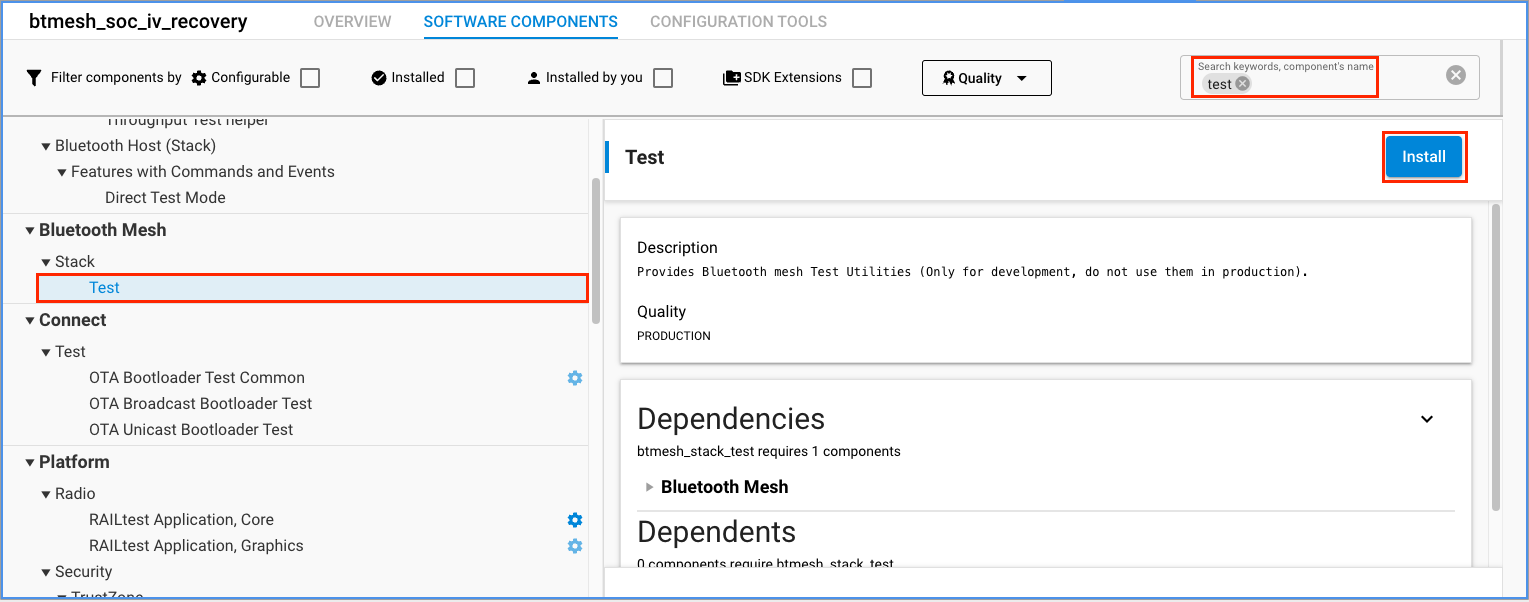 btmesh_soc_iv_recovery OVERVIEW SOFTWARE COMPONENTS CONFIGURATION TOOLS
Filter components by Configurable Installed Installed by you SDK Extensions Quality
Search keywords, component's name
test
Throughput Test helper
Bluetooth Host (Stack)
Features with Commands and Events
Direct Test Mode
Bluetooth Mesh
Stack
Test
Connect
Test
OTA Bootloader Test Common
OTA Broadcast Bootloader Test
OTA Unicast Bootloader Test
Platform
Radio
RAILtest Application, Core
RAILtest Application, Graphics
Security
TrustZone
Test
Install
Description
Provides Bluetooth mesh Test Utilities (Only for development, do not use them in production).
Quality
PRODUCTION
Dependencies
btmesh_stack_test requires 1 components
Bluetooth Mesh
Dependents
0 components require btmesh_stack_test